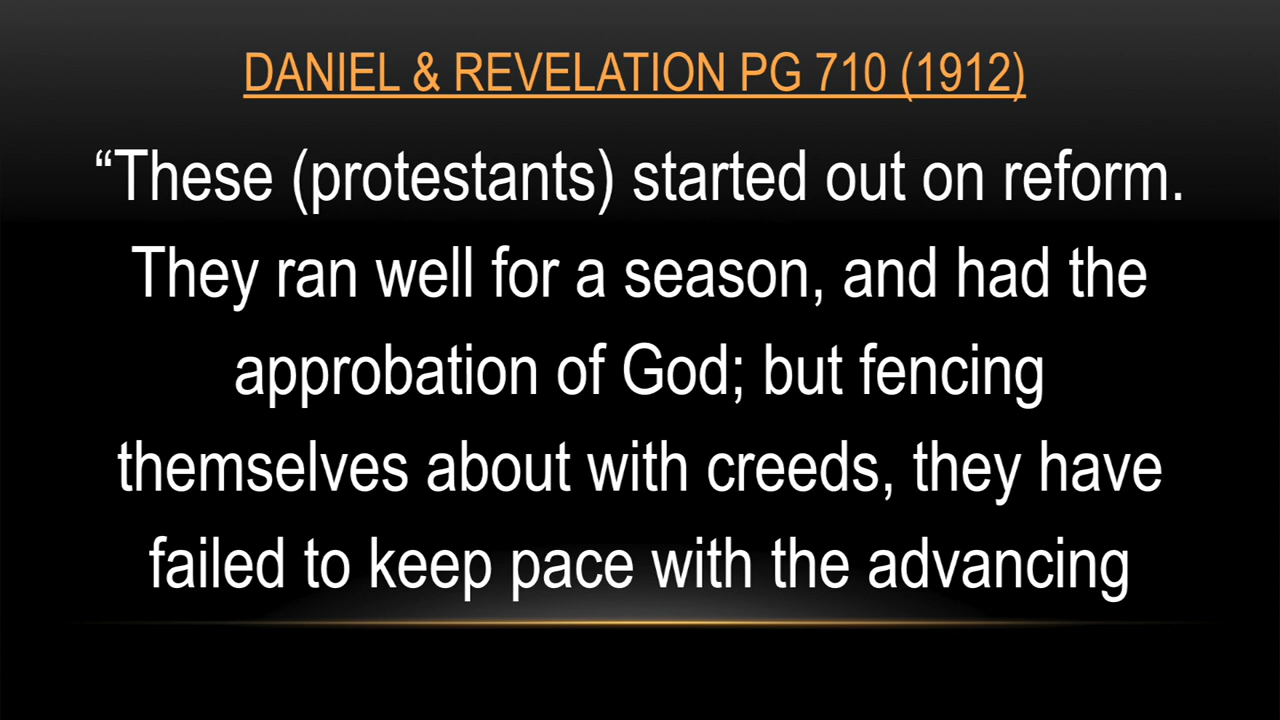 DANIEL & REVELATION PG 710 (1912)
“These (protestants) started out on reform.
They ran well for a season, and had the
approbation of God; but fencing
themselves about with creeds, they have
failed to keep pace with the advancing